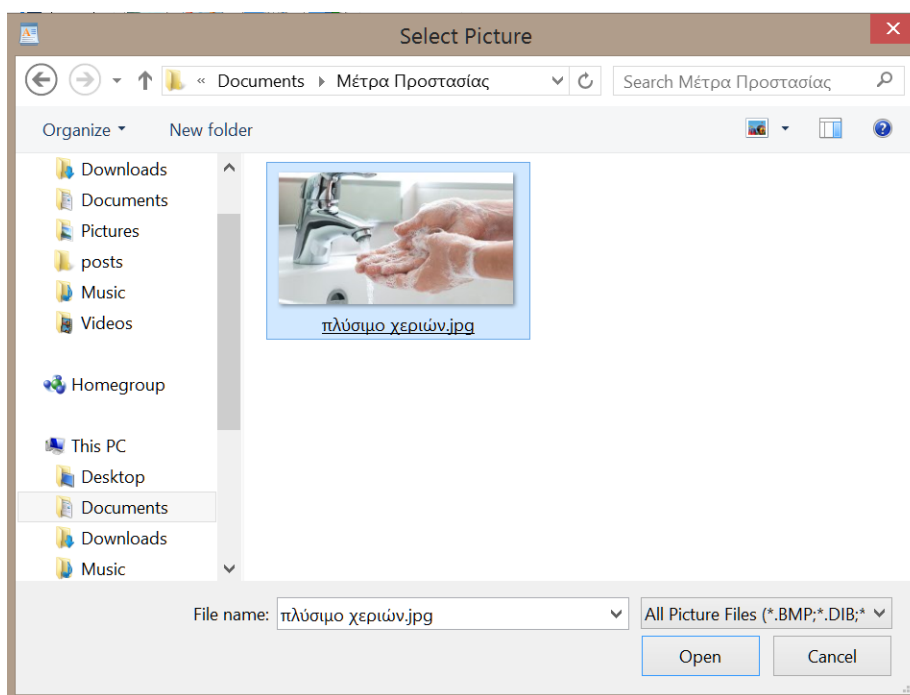 Select Picture
« Documents Μέτρα Προστασίας
Search Μέτρα Προστασίας
Organize
New folder
Downloads
Documents
Pictures
posts
Music
Videos
Homegroup
This PC
Desktop
Documents
Downloads
Music
πλύσιμο χεριών.jpg
File name: πλύσιμο χεριών.jpg
All Picture Files (*.BMP;*.DIB;*
Open
Cancel